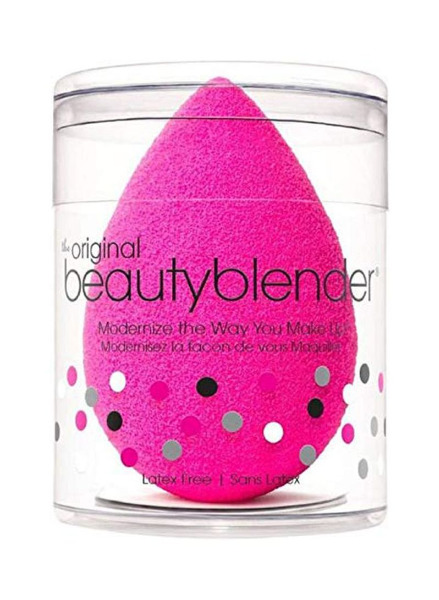 the original
beautyblender®
Modernize the Way You Make Up
Modernisez la façon de vous Maquiller
Latex Free | Sans Latex